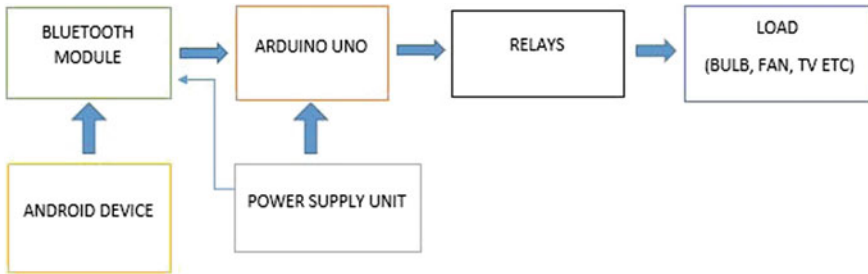 BLUETOOTH
MODULE
ARDUINO UNO
RELAYS
LOAD
(BULB, FAN, TV ETC)
ANDROID DEVICE
POWER SUPPLY UNIT